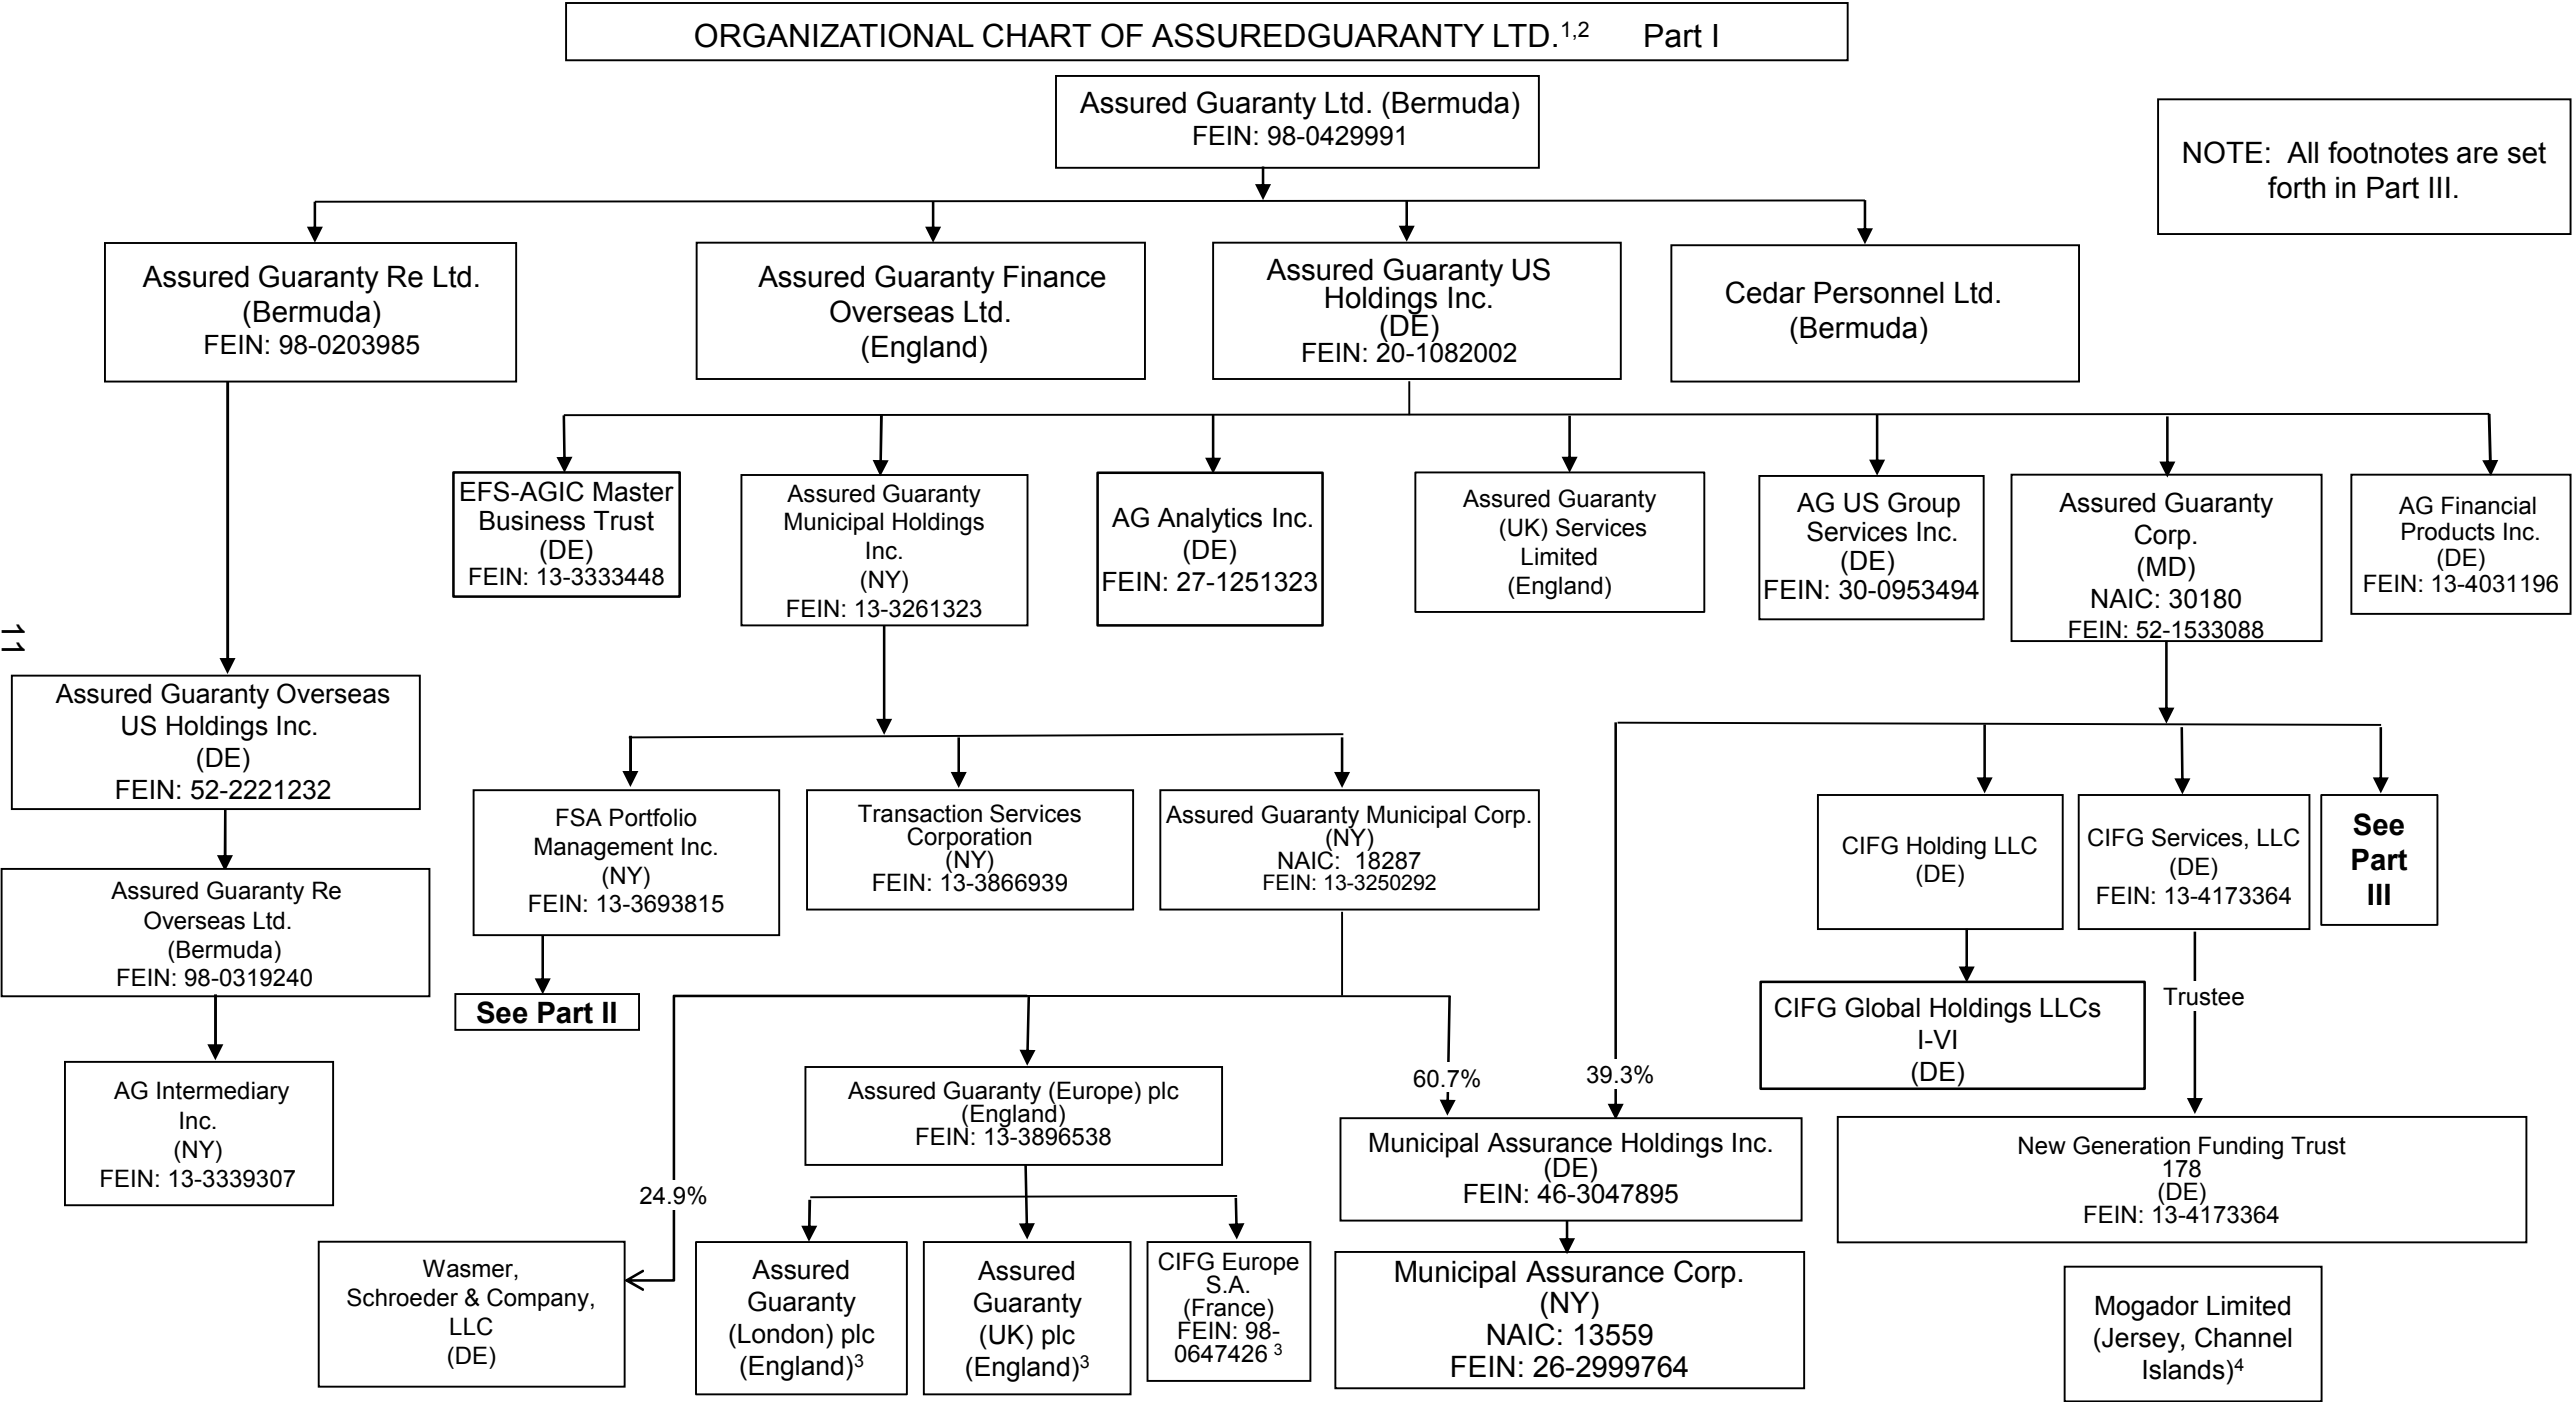 ORGANIZATIONAL CHART OF ASSUREDGUARANTY LTD.1,2 Part I
Assured Guaranty Ltd. (Bermuda)
FEIN: 98-0429991
NOTE: All footnotes are set
forth in Part III.
Assured Guaranty Re Ltd.
(Bermuda)
FEIN: 98-0203985
Assured Guaranty Finance
Overseas Ltd.
(England)
Assured Guaranty US
Holdings Inc.
(DE)
FEIN: 20-1082002
Cedar Personnel Ltd.
(Bermuda)
EFS-AGIC Master
Business Trust
(DE)
FEIN: 13-3333448
Assured Guaranty
Municipal Holdings
Inc.
(NY)
FEIN: 13-3261323
AG Analytics Inc.
(DE)
FEIN: 27-1251323
Assured Guaranty
(UK) Services
Limited
(England)
AG US Group
Services Inc.
(DE)
FEIN: 30-0953494
Assured Guaranty
Corp.
(MD)
NAIC: 30180
FEIN: 52-1533088
AG Financial
Products Inc.
(DE)
FEIN: 13-4031196
11
Assured Guaranty Overseas
US Holdings Inc.
(DE)
FEIN: 52-2221232
FSA Portfolio
Management Inc.
(NY)
FEIN: 13-3693815
Transaction Services
Corporation
(NY)
FEIN: 13-3866939
Assured Guaranty Municipal Corp.
(NY)
NAIC: 18287
FEIN: 13-3250292
CIFG Holding LLC
(DE)
CIFG Services, LLC
(DE)
FEIN: 13-4173364
See
Part
III
Assured Guaranty Re
Overseas Ltd.
(Bermuda)
FEIN: 98-0319240
See Part II
CIFG Global Holdings LLCs
I-VI
(DE)
Trustee
AG Intermediary
Inc.
(NY)
FEIN: 13-3339307
Assured Guaranty (Europe) plc
(England)
FEIN: 13-3896538
60.7%
39.3%
Municipal Assurance Holdings Inc.
(DE)
FEIN: 46-3047895
New Generation Funding Trust
178
(DE)
FEIN: 13-4173364
24.9%
Wasmer,
Schroeder & Company,
LLC
(DE)
Assured
Guaranty
(London) plc
(England)3
Assured
Guaranty
(UK) plc
(England)3
CIFG Europe
S.A.
(France)
FEIN: 98-
0647426 3
Municipal Assurance Corp.
(NY)
NAIC: 13559
FEIN: 26-2999764
Mogador Limited
(Jersey, Channel
Islands)4